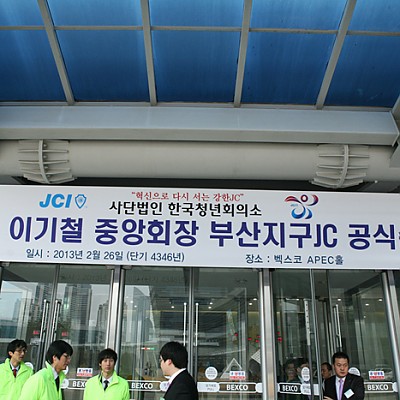 JCI
"혁신으로 다시 서는 강한JC"
사단법인 한국청년회의소
이기철 중앙회장 부산지구JC 공식
일시 : 2013년 2월 26일 (단기 4346년)
장소 : 벡스코 APEC홀
BEXCO
BEXCO
BEXCO
BEXCO